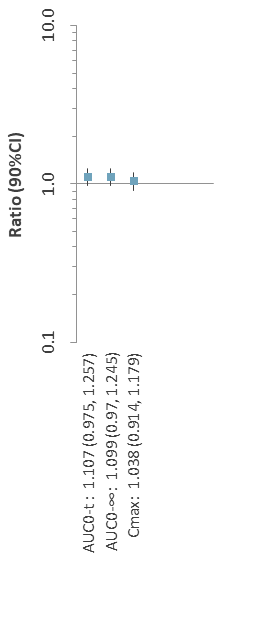 Ratio (90%CI)
0.1
1.0
10.0
AUC0-t : 1.107 (0.975, 1.257)
AUC0-∞: 1.099 (0.97, 1.245)
Cmax: 1.038 (0.914, 1.179)